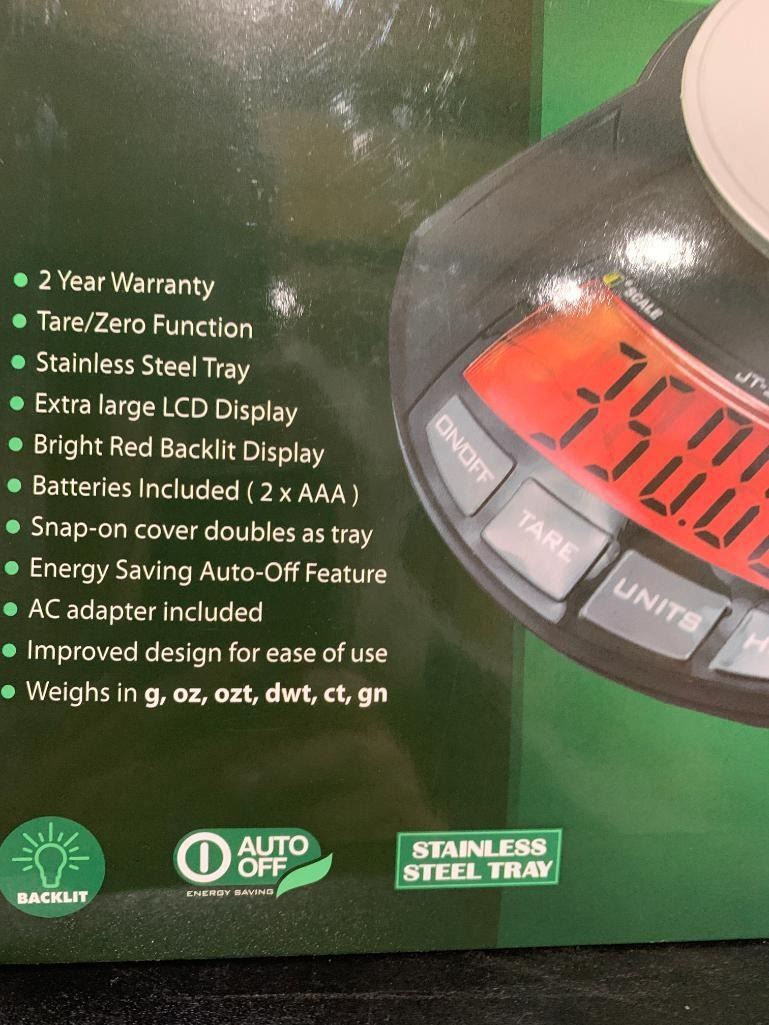 2 Year Warranty
Tare/Zero Function
Stainless Steel Tray
Extra large LCD Display
Bright Red Backlit Display
Batteries Included ( 2 x AAA )
Snap-on cover doubles as tray
Energy Saving Auto-Off Feature
AC adapter included
Improved design for ease of use
Weighs in g, oz, ozt, dwt, ct, gn
SCALE
ON/OFF
TARE
UNITS
BACKLIT
AUTO
OFF
ENERGY SAVING
STAINLESS
STEEL TRAY